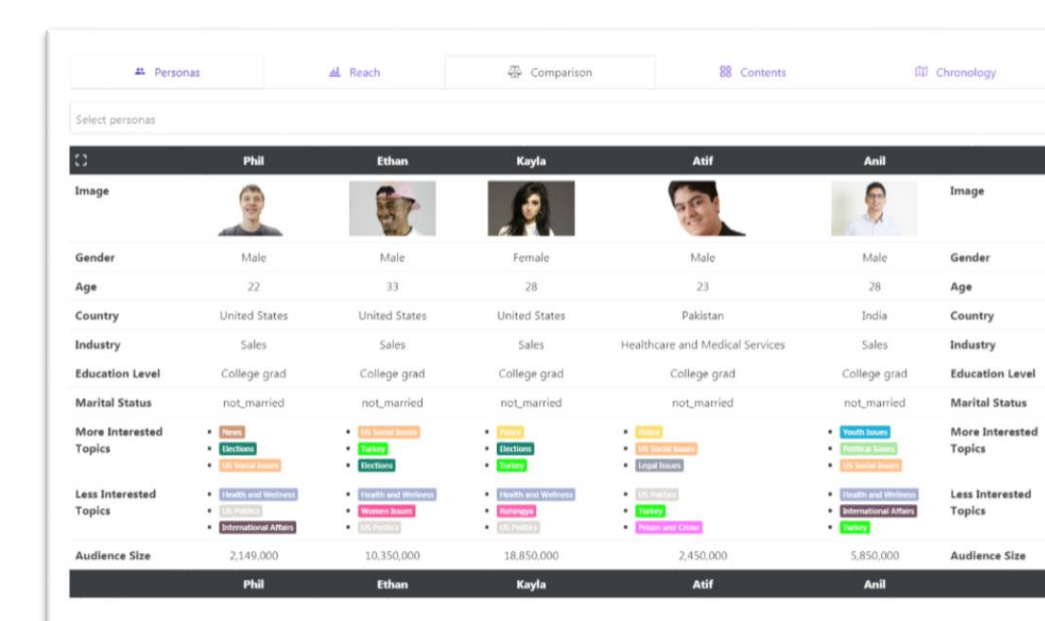 Personas Reach Comparison Contents Chronology
Select personas
Phil Ethan Kayla Atif Anil
Image Image
Gender Male Male Female Male Male Gender
Age 22 33 28 23 28 Age
Country United States United States United States Pakistan India Country
Industry Sales Sales Sales Healthcare and Medical Services Sales Industry
Education Level College grad College grad College grad College grad College grad Education Level
Marital Status not_married not_married not_married not_married not_married Marital Status
More Interested News US Social Issues Police Police Youth Issues More Interested
Topics Elections Turkey Elections US Social Issues Political Issues Topics
US Social Issues Elections Turkey Legal Issues US Social Issues
Less Interested Health and Wellness Health and Wellness Health and Wellness US Politics Health and Wellness Less Interested
Topics US Politics Women Issues Rohingya Turkey International Affairs Topics
International Affairs US Politics US Politics Prison and Crime Turkey
Audience Size 2,149,000 10,350,000 18,850,000 2,450,000 5,850,000 Audience Size
Phil Ethan Kayla Atif Anil